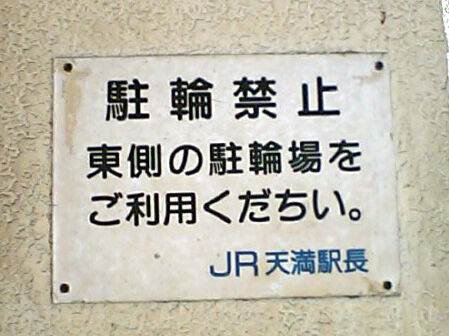 駐輪禁止
東側の駐輪場を
ご利用くだちい。
JR天満駅長